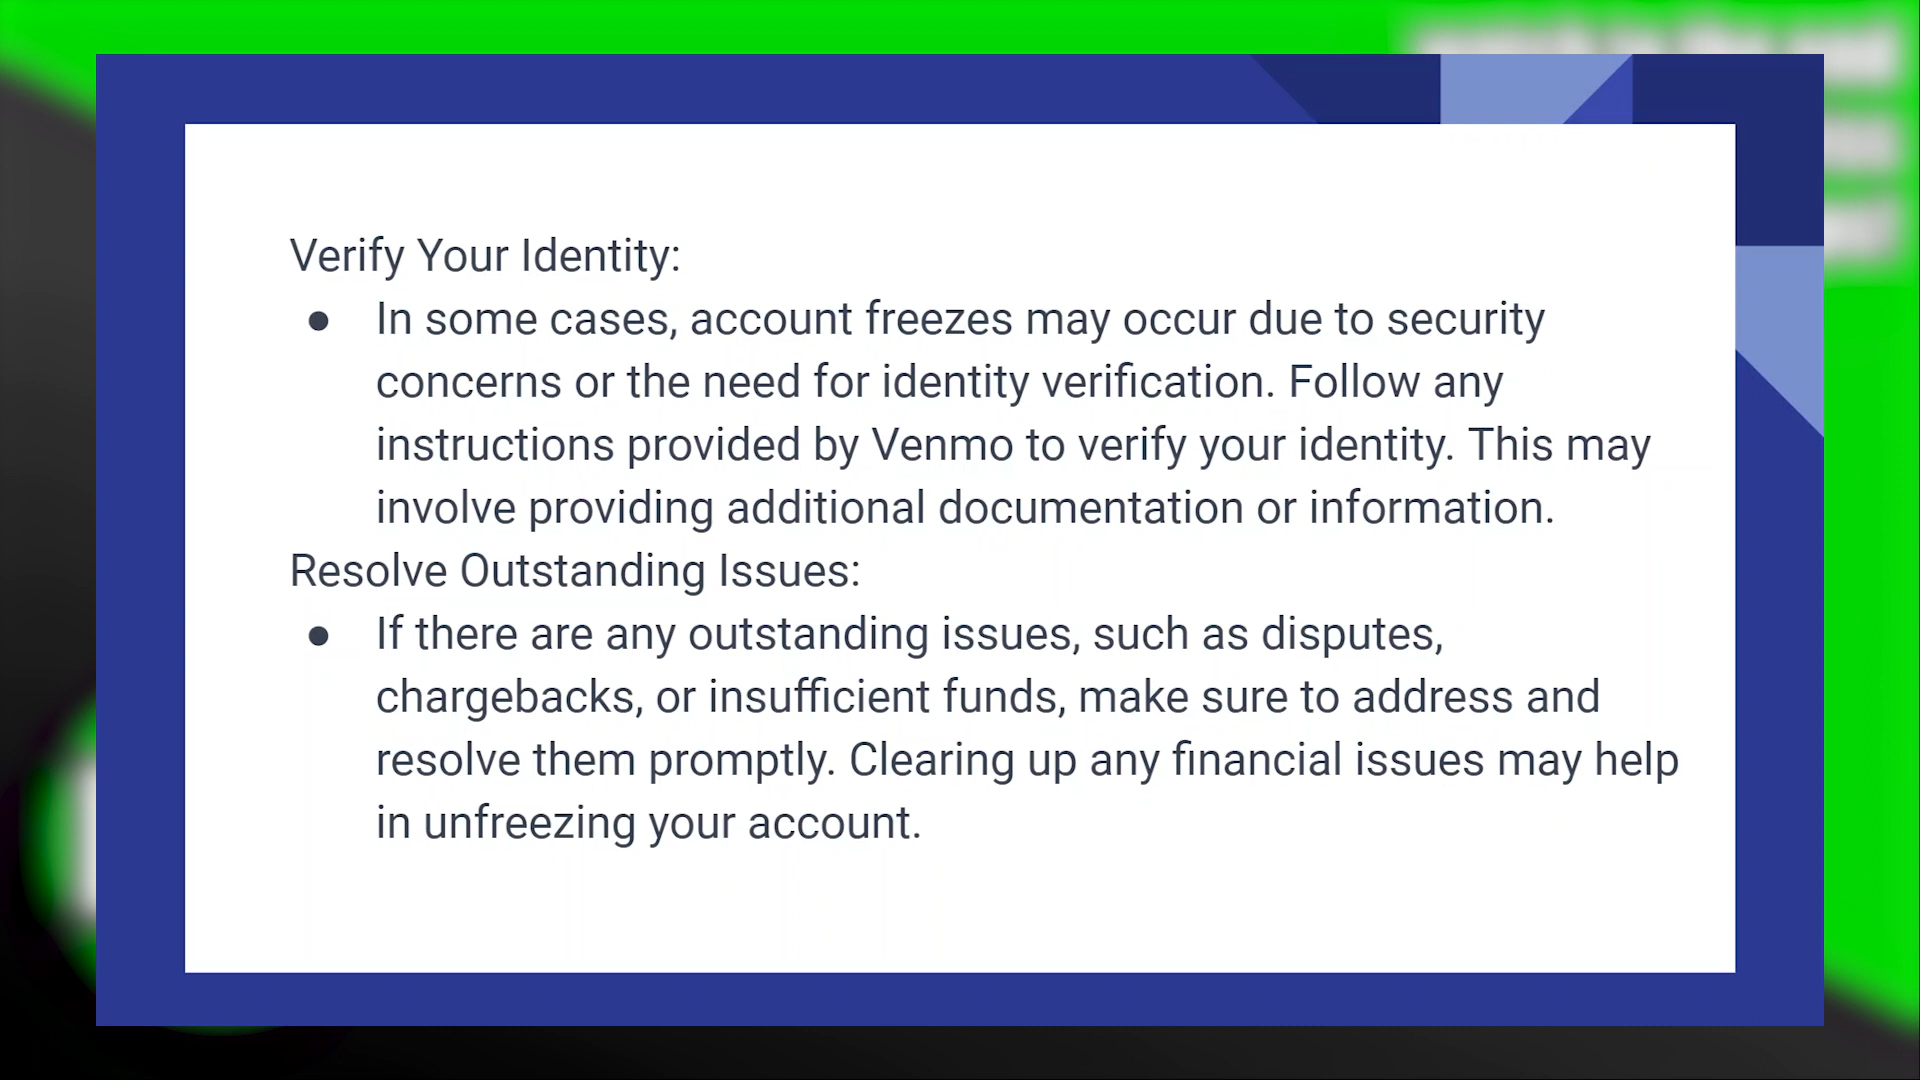 Verify Your Identity:
● In some cases, account freezes may occur due to security
concerns or the need for identity verification. Follow any
instructions provided by Venmo to verify your identity. This may
involve providing additional documentation or information.
Resolve Outstanding Issues:
● If there are any outstanding issues, such as disputes,
chargebacks, or insufficient funds, make sure to address and
resolve them promptly. Clearing up any financial issues may help
in unfreezing your account.